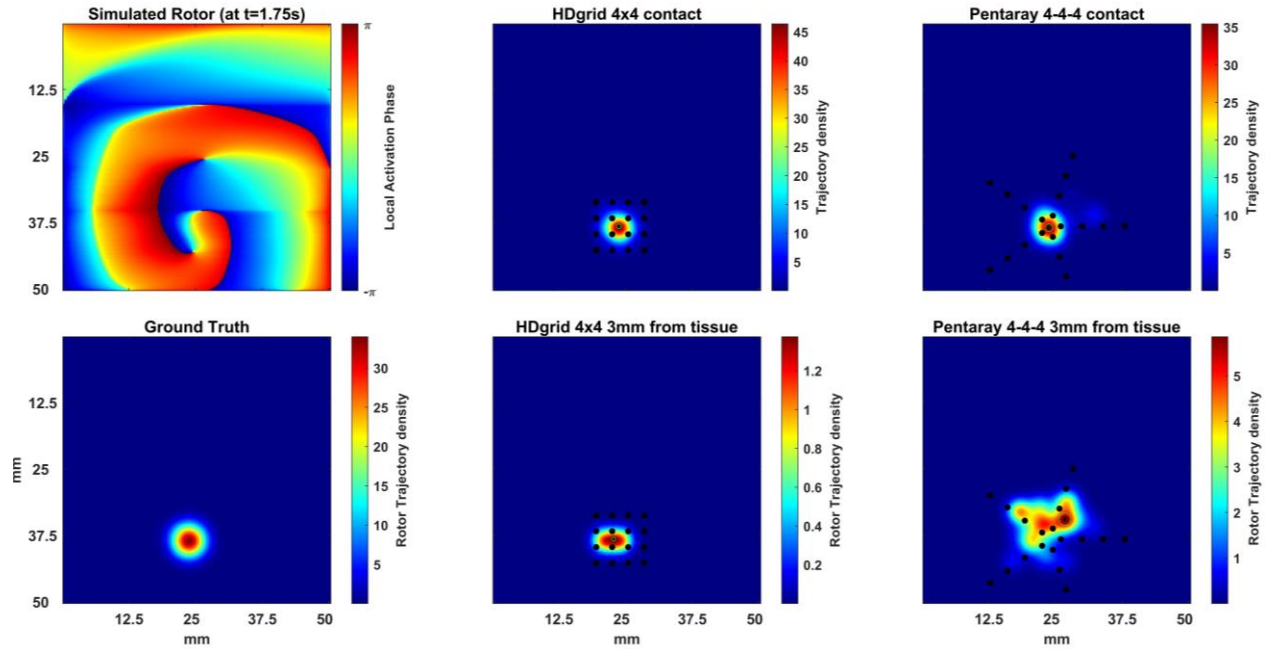 Simulated Rotor (at t=1.75s)
12.5
25
37.5
50
π
-π
Local Activation Phase
HDgrid 4x4 contact
45
40
35
30
25
20
15
10
5
Trajectory density
Pentaray 4-4-4 contact
35
30
25
20
15
10
5
Trajectory density
Ground Truth
mm
12.5
25
37.5
50
12.5
25
37.5
50
mm
30
25
20
15
10
5
Rotor Trajectory density
HDgrid 4x4 3mm from tissue
12.5
25
37.5
50
mm
1.2
1
0.8
0.6
0.4
0.2
Rotor Trajectory density
Pentaray 4-4-4 3mm from tissue
12.5
25
37.5
50
mm
5
4
3
2
1
Rotor Trajectory density